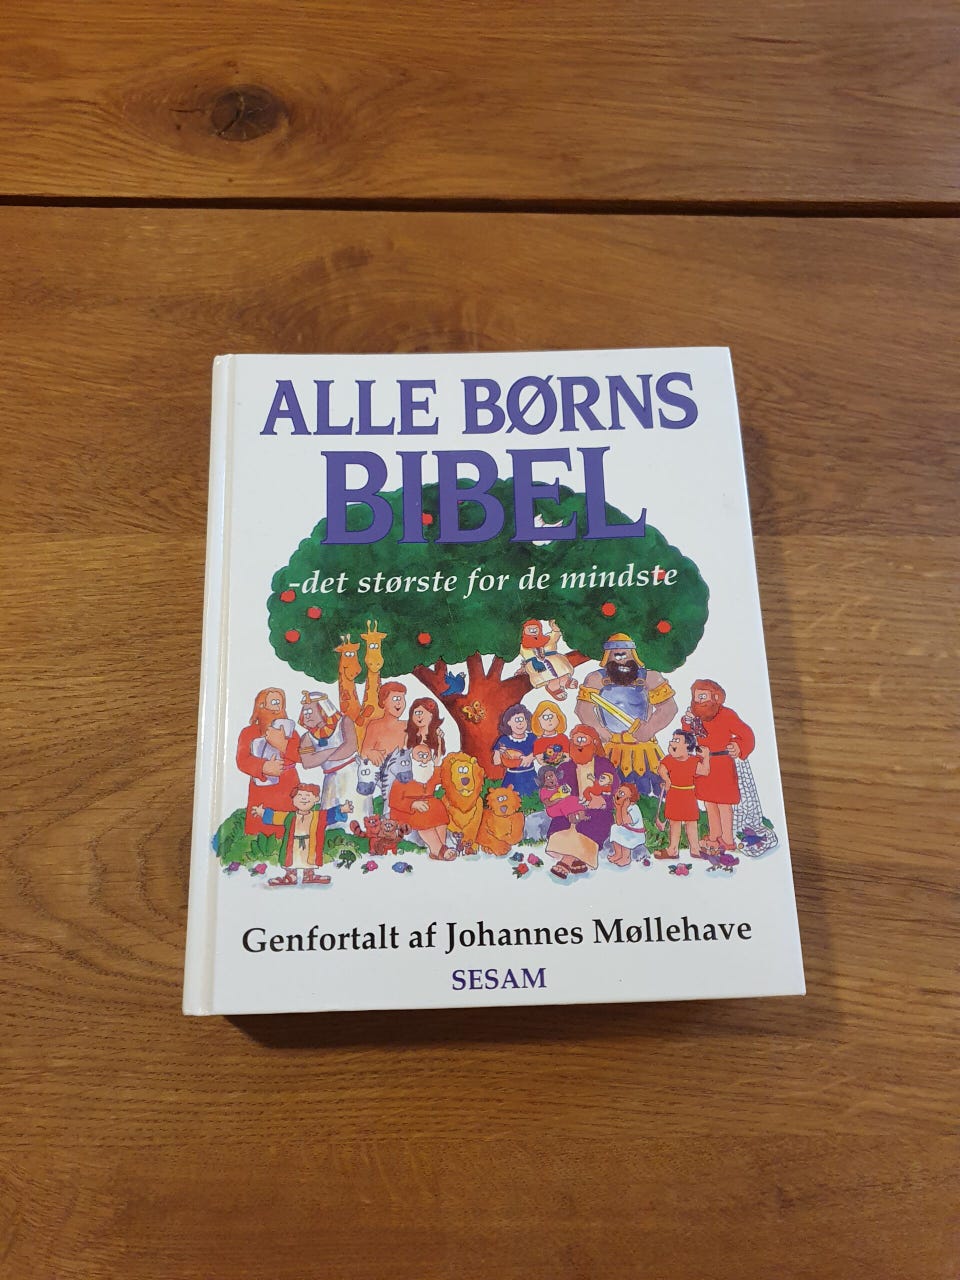 ALLE BØRNS
BIBEL
-det største for de mindste
Genfortalt af Johannes Møllehave
SESAM